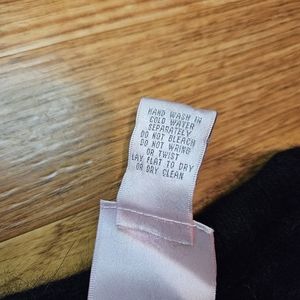 HAND WASH IN
COLD WATER
SEPARATELY
DO NOT BLEACH
DO NOT WRING
OR TWIST
LAY FLAT TO DRY
OR DRY CLEAN